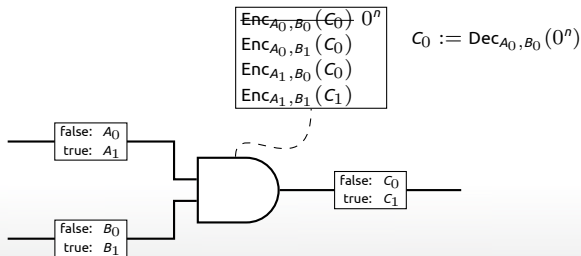 Enc_{A_0,B_0}(C_0) 0^n
Enc_{A_0,B_1}(C_0)
Enc_{A_1,B_0}(C_0)
Enc_{A_1,B_1}(C_1)
C_0 := Dec_{A_0,B_0}(0^n)
false: A_0
true: A_1
false: C_0
true: C_1
false: B_0
true: B_1